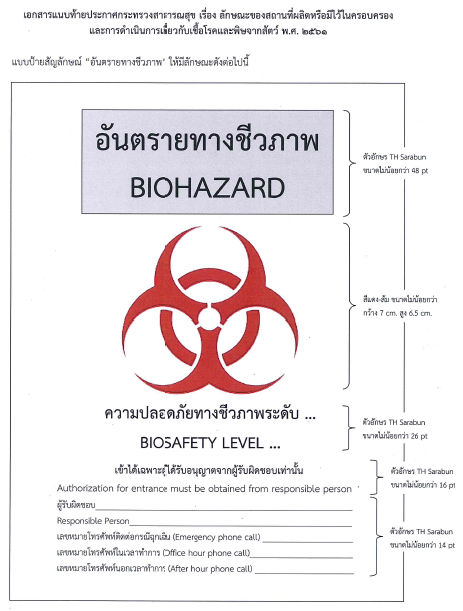 เอกสารแนบท้ายประกาศกระทรวงสาธารณสุข เรื่อง ลักษณะของสถานที่ผลิตหรือมีไว้ในครอบครอง
และการดำเนินการเกี่ยวกับเชื้อโรคและพิษจากสัตว์ พ.ศ. ๒๕๖๑
แบบป้ายสัญลักษณ์ "อันตรายทางชีวภาพ" ให้มีลักษณะดังต่อไปนี้
อันตรายทางชีวภาพ
BIOHAZARD
ตัวอักษร TH Sarabun
ขนาดไม่น้อยกว่า 48 pt
สีแดง-ส้ม ขนาดไม่น้อยกว่า
กว้าง 7 cm. สูง 6.5 cm.
ความปลอดภัยทางชีวภาพระดับ ...
BIOSAFETY LEVEL ...
ตัวอักษร TH Sarabun
ขนาดไม่น้อยกว่า 26 pt
เข้าได้เฉพาะผู้ได้รับอนุญาตจากผู้รับผิดชอบเท่านั้น
Authorization for entrance must be obtained from responsible person
ตัวอักษร TH Sarabun
ขนาดไม่น้อยกว่า 16 pt
ผู้รับผิดชอบ
Responsible Person
เลขหมายโทรศัพท์ติดต่อกรณีฉุกเฉิน (Emergency phone call)
เลขหมายโทรศัพท์ในเวลาทำการ (Office hour phone call)
เลขหมายโทรศัพท์นอกเวลาทำการ (After hour phone call)
ตัวอักษร TH Sarabun
ขนาดไม่น้อยกว่า 14 pt